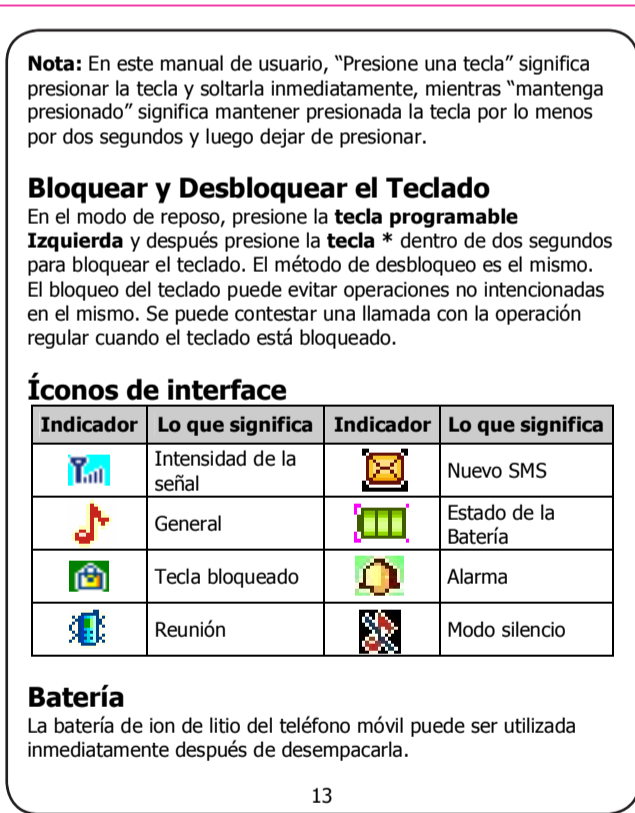 Nota: En este manual de usuario, “Presione una tecla” significa
presionar la tecla y soltarla inmediatamente, mientras “mantenga
presionado” significa mantener presionada la tecla por lo menos
por dos segundos y luego dejar de presionar.
Bloquear y Desbloquear el Teclado
En el modo de reposo, presione la tecla programable
Izquierda y después presione la tecla * dentro de dos segundos
para bloquear el teclado. El método de desbloqueo es el mismo.
El bloqueo del teclado puede evitar operaciones no intencionadas
en el mismo. Se puede contestar una llamada con la operación
regular cuando el teclado está bloqueado.
Íconos de interface
Indicador Lo que significa Indicador Lo que significa
Intensidad de la
señal
Nuevo SMS
General
Estado de la
Batería
Tecla bloqueado
Alarma
Reunión
Modo silencio
Batería
La batería de ion de litio del teléfono móvil puede ser utilizada
inmediatamente después de desempacarla.
13